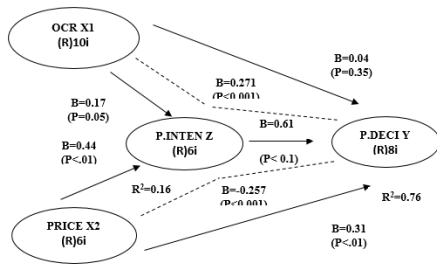 OCR X1
(R)10i
B=0.04
(P=0.35)
B=0.271
(P<0.001)
B=0.17
(P=0.05)
P.INTEN Z
(R)6i
B=0.61
(P< 0.1)
P.DECI Y
(R)8i
B=0.44
(P<.01)
R²=0.16
B=-0.257
(P<0.001)
R²=0.76
PRICE X2
(R)6i
B=0.31
(P<.01)